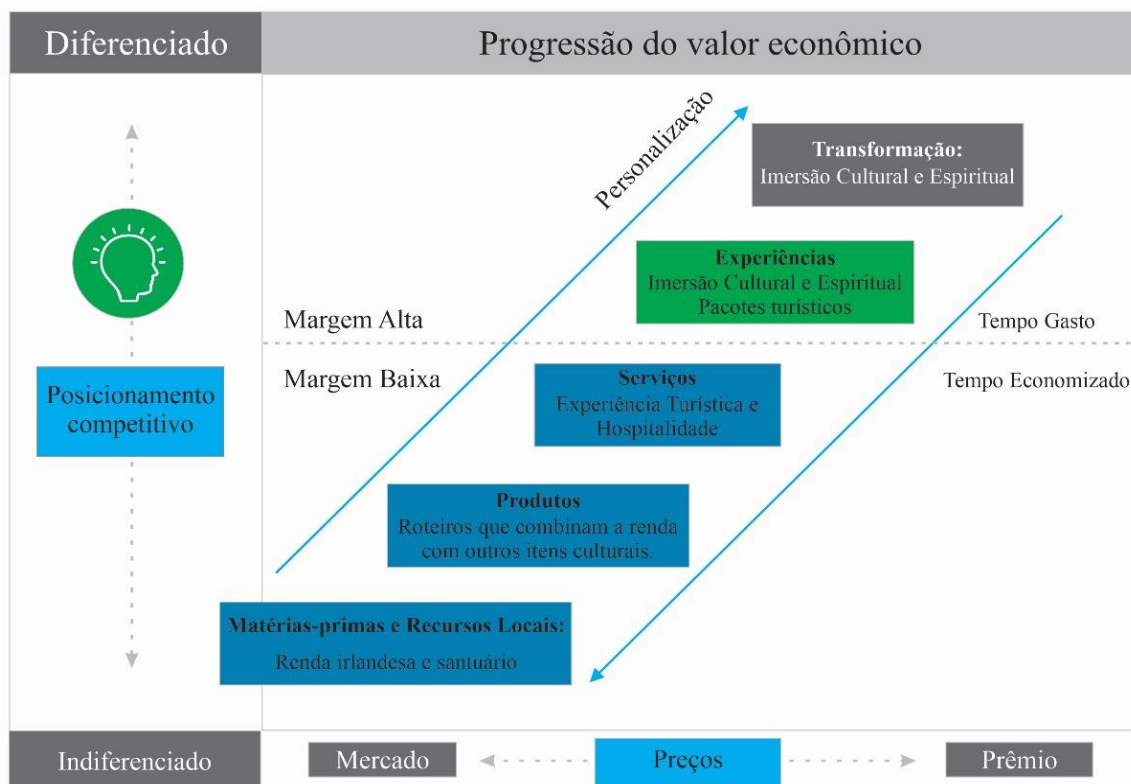 Diferenciado
Progressão do valor econômico
Personalização
Transformação:
Imersão Cultural e Espiritual
Experiências
Imersão Cultural e Espiritual
Pacotes turísticos
Margem Alta
Tempo Gasto
Margem Baixa
Tempo Economizado
Posicionamento
competitivo
Serviços
Experiência Turística e
Hospitalidade
Produtos
Roteiros que combinam a renda
com outros itens culturais.
Matérias-primas e Recursos Locais:
Renda irlandesa e santuário
Indiferenciado
Mercado
Preços
Prêmio